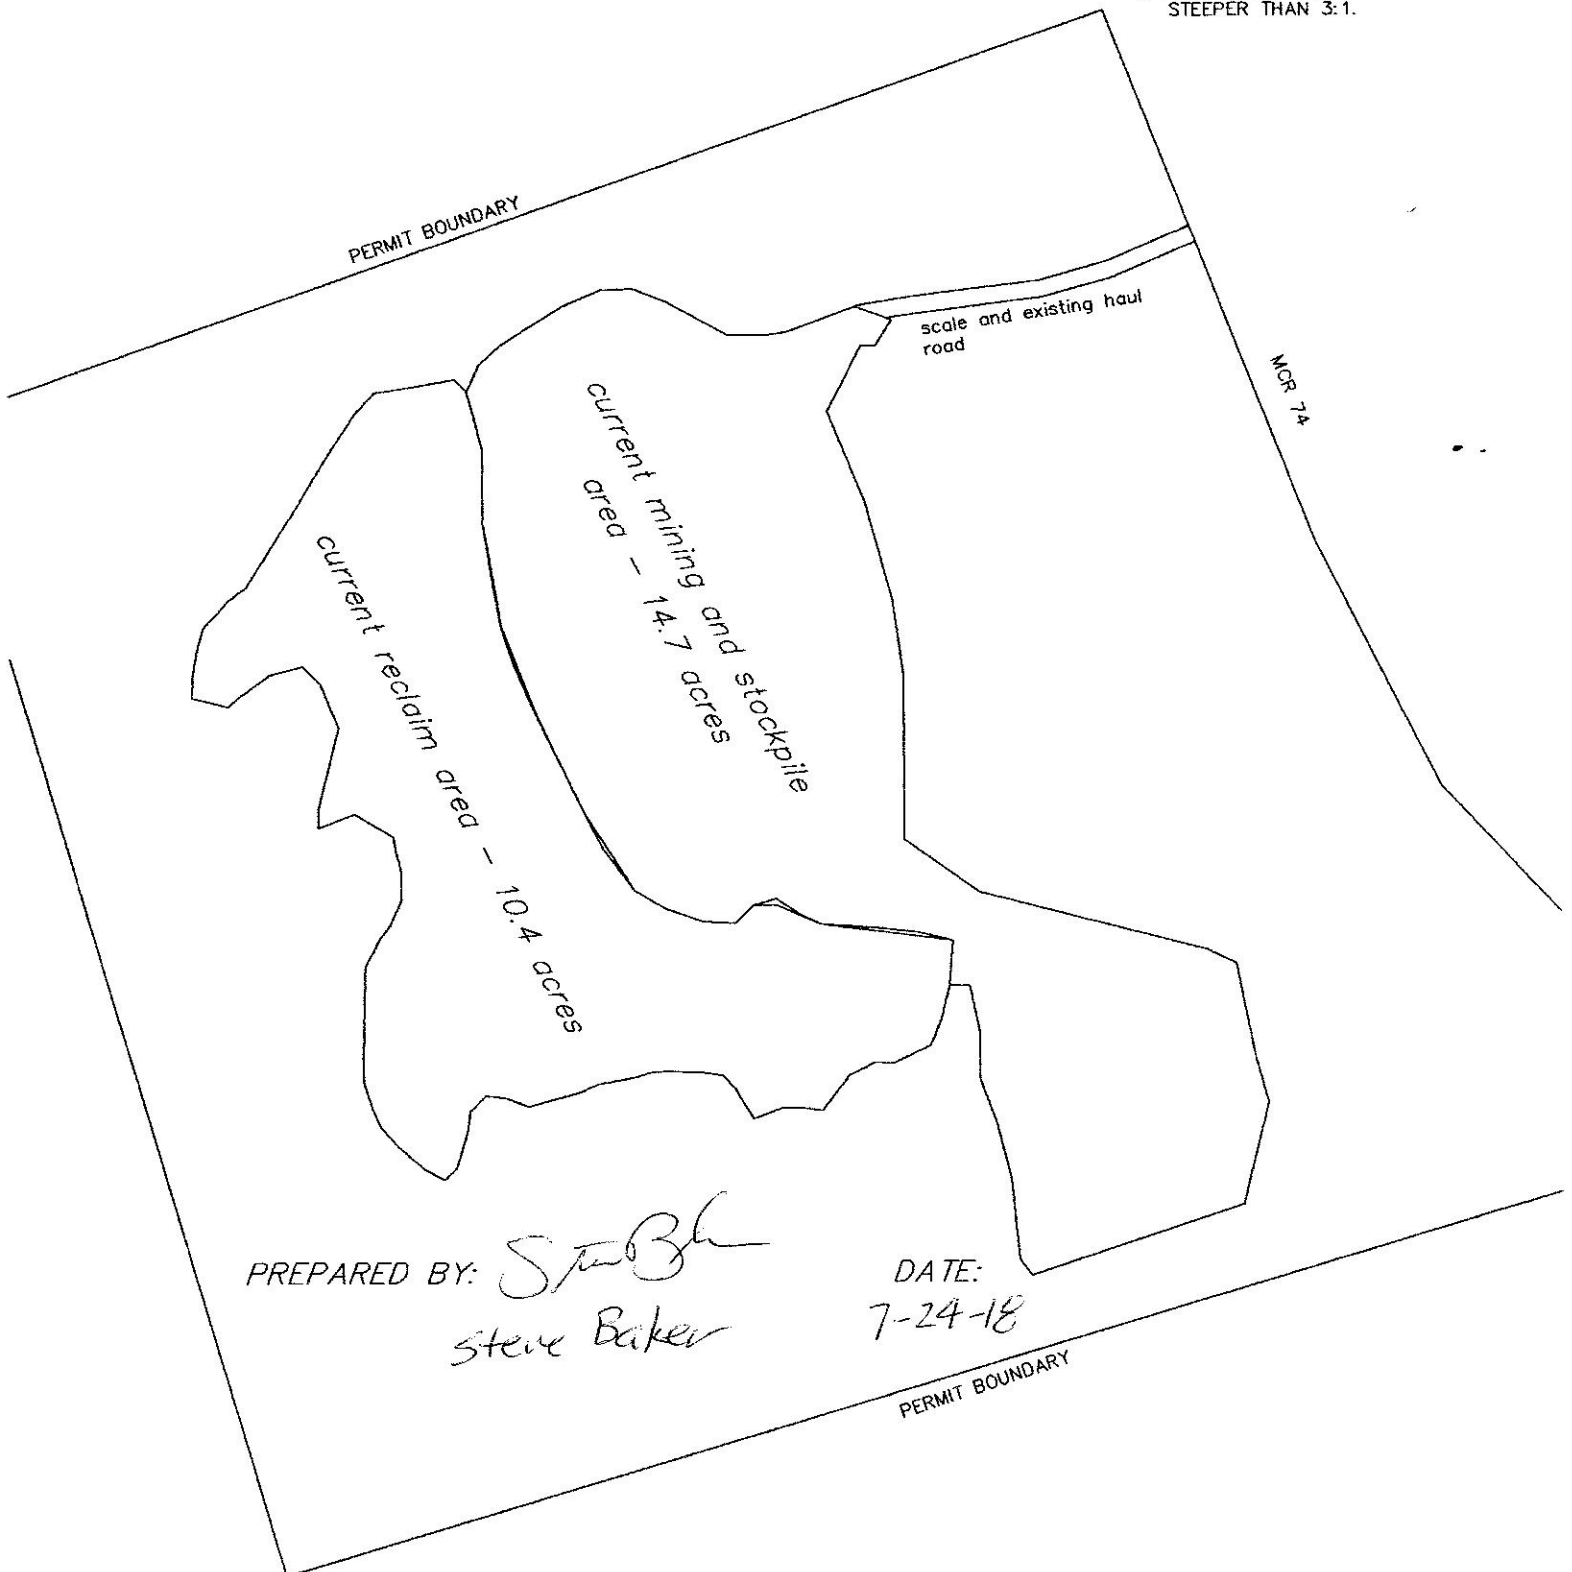 STEEPER THAN 3:1.
PERMIT BOUNDARY
scale and existing haul
road
MCR 74
current mining and stockpile
area - 14.7 acres
current reclaim area - 10.4 acres
PREPARED BY:
Steve Baker
DATE:
7-24-18
PERMIT BOUNDARY